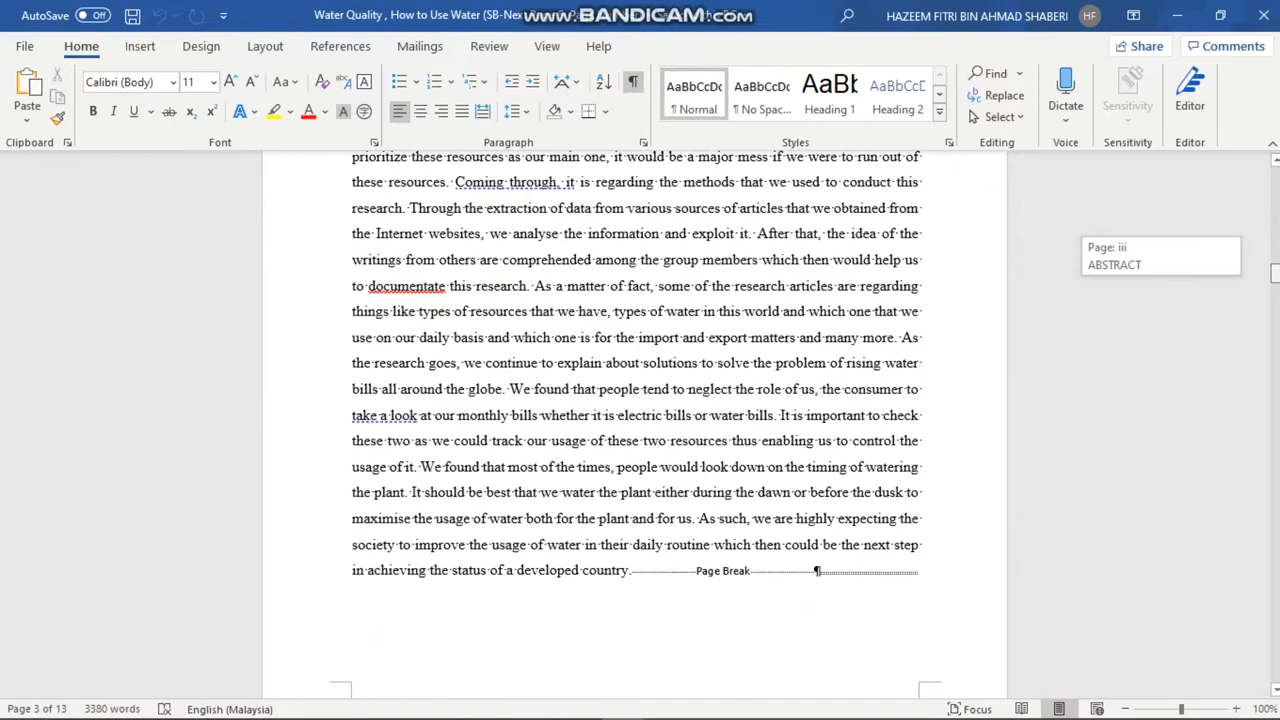 AutoSave Off Water Quality , How to Use Water (SB-Nex www.BANDICAM.com HAZEEM FITRI BIN AHMAD SHABERI HF
File Home Insert Design Layout References Mailings Review View Help Share Comments
Paste Calibri (Body) 11 Aa A AaBbCcDc AaBbCcDc AaBb AaBbCcD Find Replace Select Dictate Sensitivity Editor
B I U ab x₂ x² A A A ¶ Normal ¶ No Spac... Heading 1 Heading 2
Clipboard Font Paragraph Styles Editing Voice Sensitivity Editor
prioritize these resources as our main one, it would be a major mess if we were to run out of
these resources. Coming through, it is regarding the methods that we used to conduct this
research. Through the extraction of data from various sources of articles that we obtained from
the Internet websites, we analyse the information and exploit it. After that, the idea of the
writings from others are comprehended among the group members which then would help us
to documentate this research. As a matter of fact, some of the research articles are regarding
things like types of resources that we have, types of water in this world and which one that we
use on our daily basis and which one is for the import and export matters and many more. As
the research goes, we continue to explain about solutions to solve the problem of rising water
bills all around the globe. We found that people tend to neglect the role of us, the consumer to
take a look at our monthly bills whether it is electric bills or water bills. It is important to check
these two as we could track our usage of these two resources thus enabling us to control the
usage of it. We found that most of the times, people would look down on the timing of watering
the plant. It should be best that we water the plant either during the dawn or before the dusk to
maximise the usage of water both for the plant and for us. As such, we are highly expecting the
society to improve the usage of water in their daily routine which then could be the next step
in achieving the status of a developed country. Page Break ¶
Page: iii
ABSTRACT
Page 3 of 13 3380 words English (Malaysia) Focus 100%